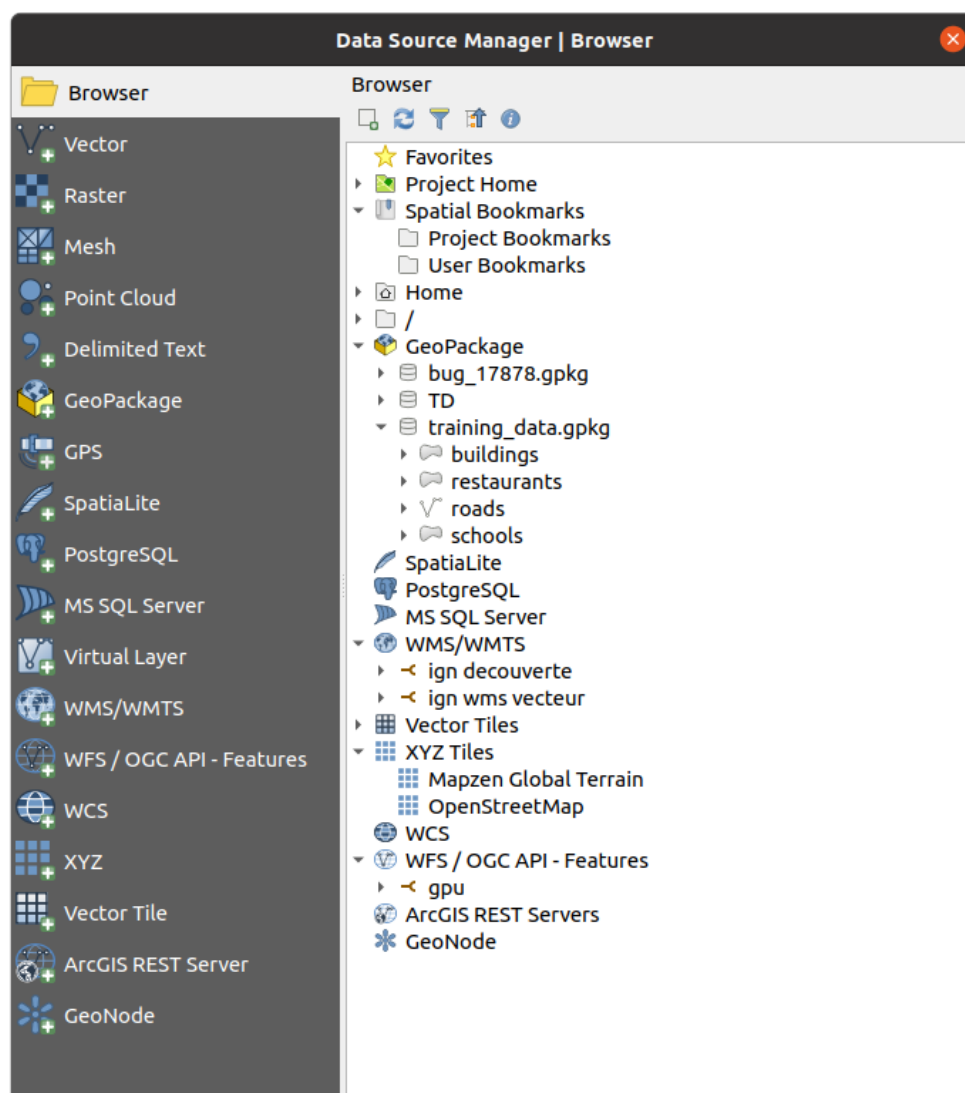 Data Source Manager | Browser
Browser
Vector
Raster
Mesh
Point Cloud
Delimited Text
GeoPackage
GPS
SpatiaLite
PostgreSQL
MS SQL Server
Virtual Layer
WMS/WMTS
WFS / OGC API - Features
WCS
XYZ
Vector Tile
ArcGIS REST Server
GeoNode
Browser
Favorites
Project Home
Spatial Bookmarks
Project Bookmarks
User Bookmarks
Home
/
GeoPackage
bug_17878.gpkg
TD
training_data.gpkg
buildings
restaurants
roads
schools
SpatiaLite
PostgreSQL
MS SQL Server
WMS/WMTS
ign decouverte
ign wms vecteur
Vector Tiles
XYZ Tiles
Mapzen Global Terrain
OpenStreetMap
WCS
WFS / OGC API - Features
gpu
ArcGIS REST Servers
GeoNode